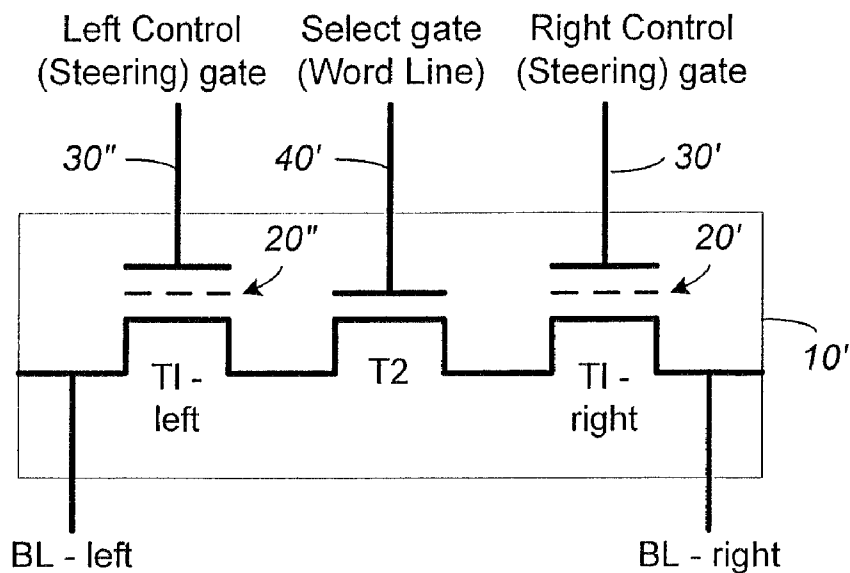 Left Control
(Steering) gate
Select gate
(Word Line)
Right Control
(Steering) gate
30"
40'
30'
20"
20'
10'
TI -
left
T2
TI -
right
BL - left
BL - right